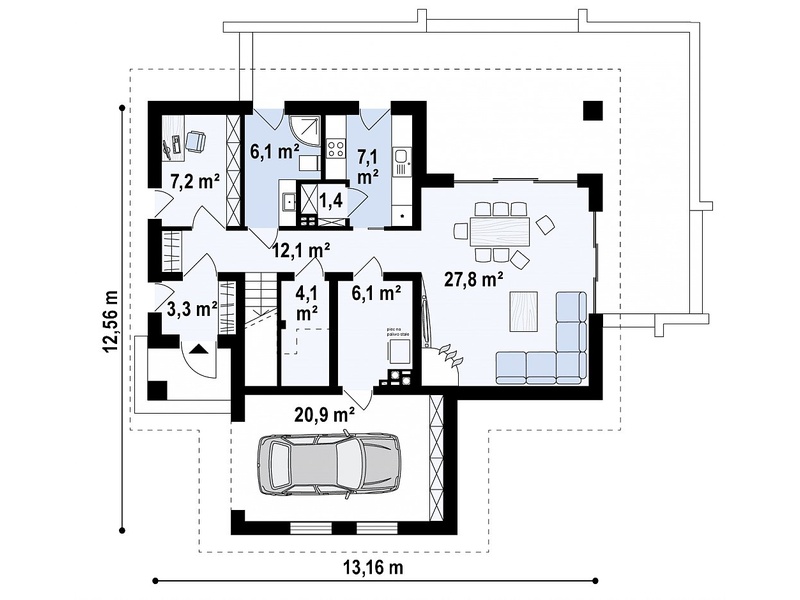 7,2 m²
6,1 m²
7,1
m²
1,4
12,1 m²
3,3 m²
4,1
m²
6,1 m²
27,8 m²
piec na
paliwo stałe
20,9 m²
12,56 m
13,16 m